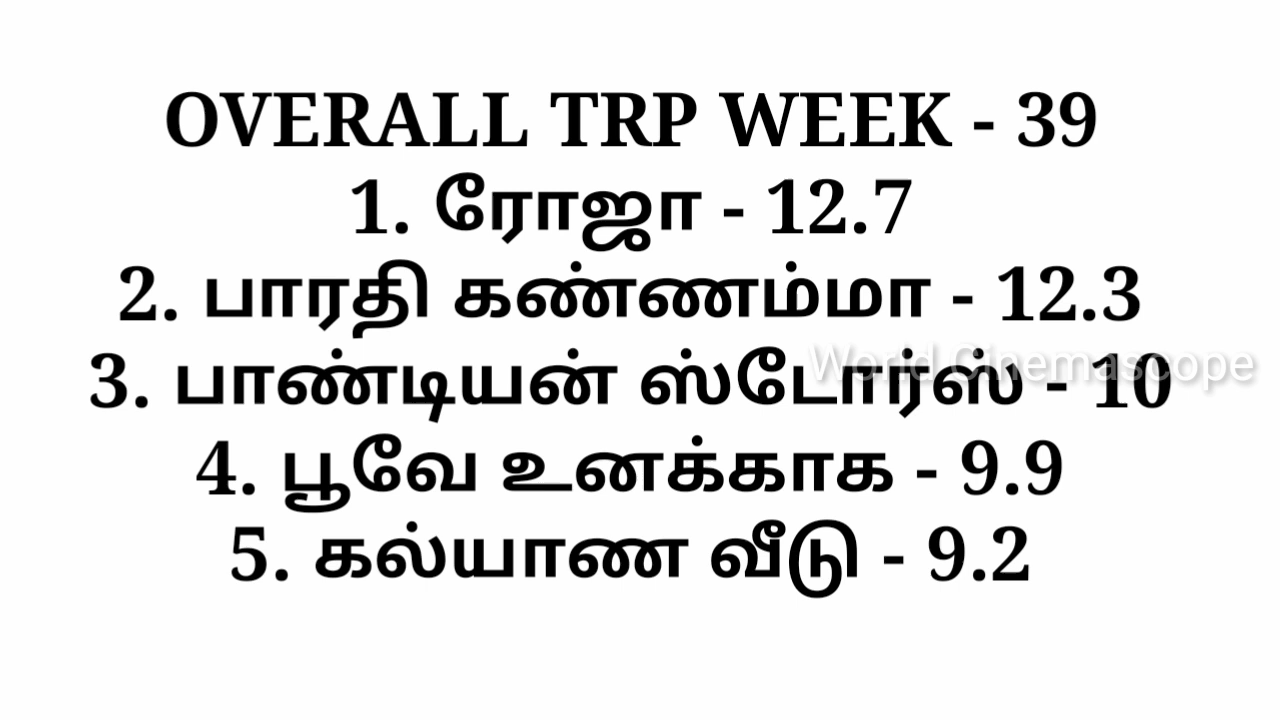 OVERALL TRP WEEK - 39
1. ரோஜா - 12.7
2. பாரதி கண்ணம்மா - 12.3
3. பாண்டியன் ஸ்டோர்ஸ் - 10
World Cinemascope
4. பூவே உனக்காக - 9.9
5. கல்யாண வீடு - 9.2